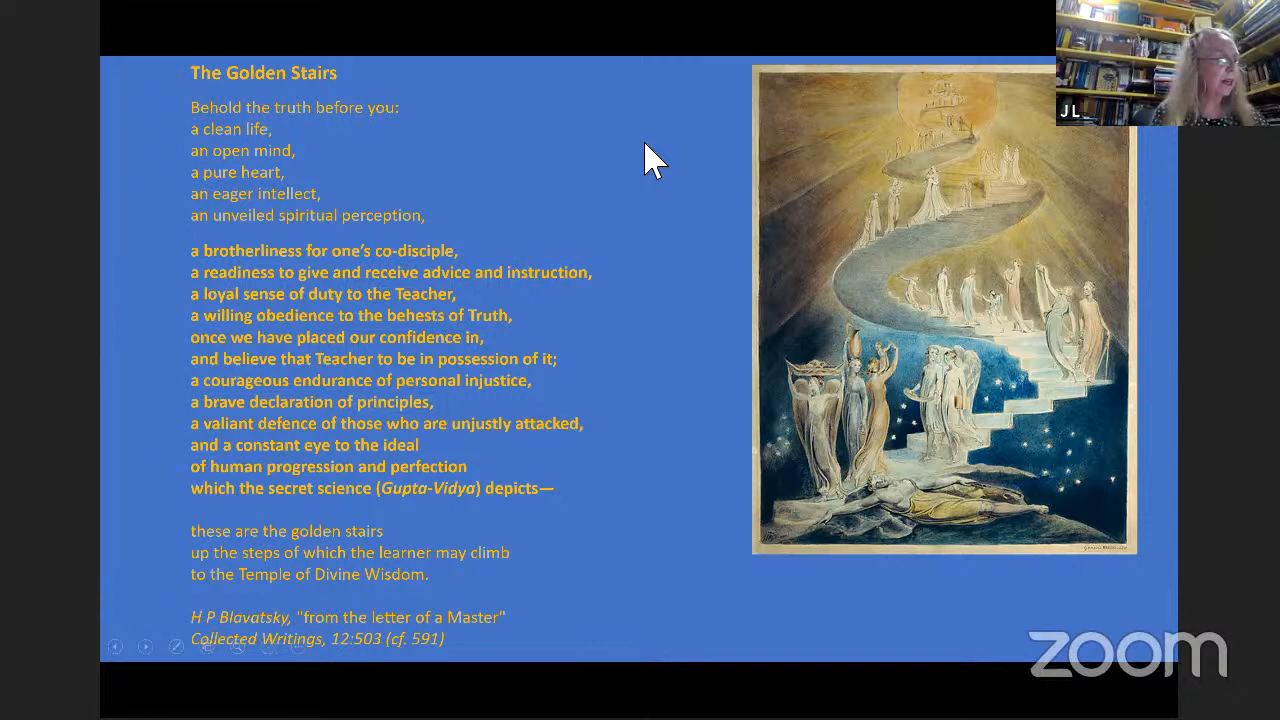 The Golden Stairs
Behold the truth before you:
a clean life,
an open mind,
a pure heart,
an eager intellect,
an unveiled spiritual perception,
a brotherliness for one's co-disciple,
a readiness to give and receive advice and instruction,
a loyal sense of duty to the Teacher,
a willing obedience to the behests of Truth,
once we have placed our confidence in,
and believe that Teacher to be in possession of it;
a courageous endurance of personal injustice,
a brave declaration of principles,
a valiant defence of those who are unjustly attacked,
and a constant eye to the ideal
of human progression and perfection
which the secret science (Gupta-Vidya) depicts—
these are the golden stairs
up the steps of which the learner may climb
to the Temple of Divine Wisdom.
H P Blavatsky, "from the letter of a Master"
Collected Writings, 12:503 (cf. 591)
J L
zoom